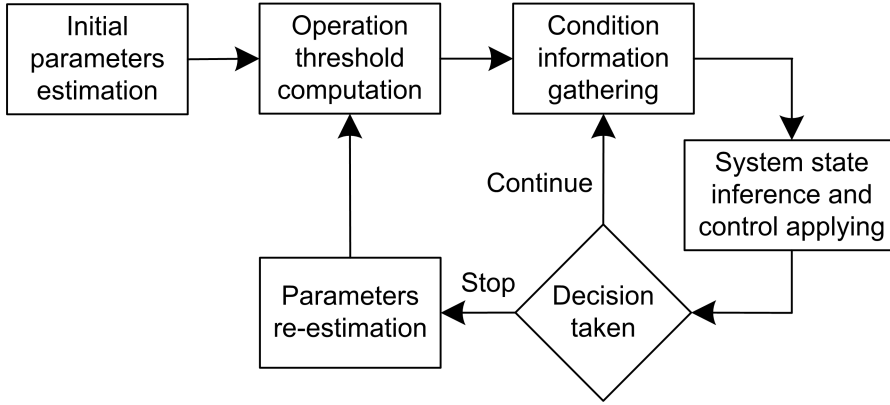 Initial
parameters
estimation
Operation
threshold
computation
Condition
information
gathering
System state
inference and
control applying
Continue
Stop
Decision
taken
Parameters
re-estimation